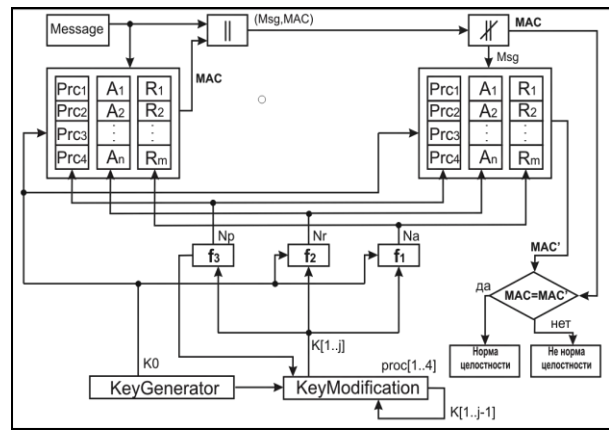 Message
||
(Msg,MAC)
MAC
Msg
MAC
Prc1 A1 R1
Prc2 A2 R2
Prc3
Prc4 An Rm
Prc1 A1 R1
Prc2 A2 R2
Prc3
Prc4 An Rm
Np Nr Na
f3 f2 f1
MAC'
MAC=MAC'
да
нет
Норма
целостности
Не норма
целостности
K0
K[1..j]
proc[1..4]
KeyGenerator
KeyModification
K[1..j-1]